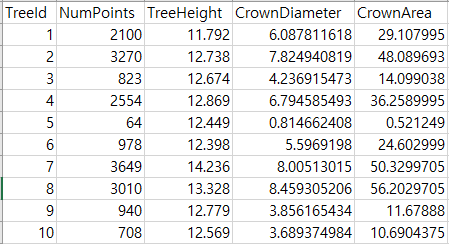 TreeId NumPoints TreeHeight CrownDiameter CrownArea
1 2100 11.792 6.087811618 29.107995
2 3270 12.738 7.824940819 48.089693
3 823 12.674 4.236915473 14.099038
4 2554 12.869 6.794585493 36.2589995
5 64 12.449 0.814662408 0.521249
6 978 12.398 5.5969198 24.602999
7 3649 14.236 8.00513015 50.3299705
8 3010 13.328 8.459305206 56.2029705
9 940 12.779 3.856165434 11.67888
10 708 12.569 3.689374984 10.6904375